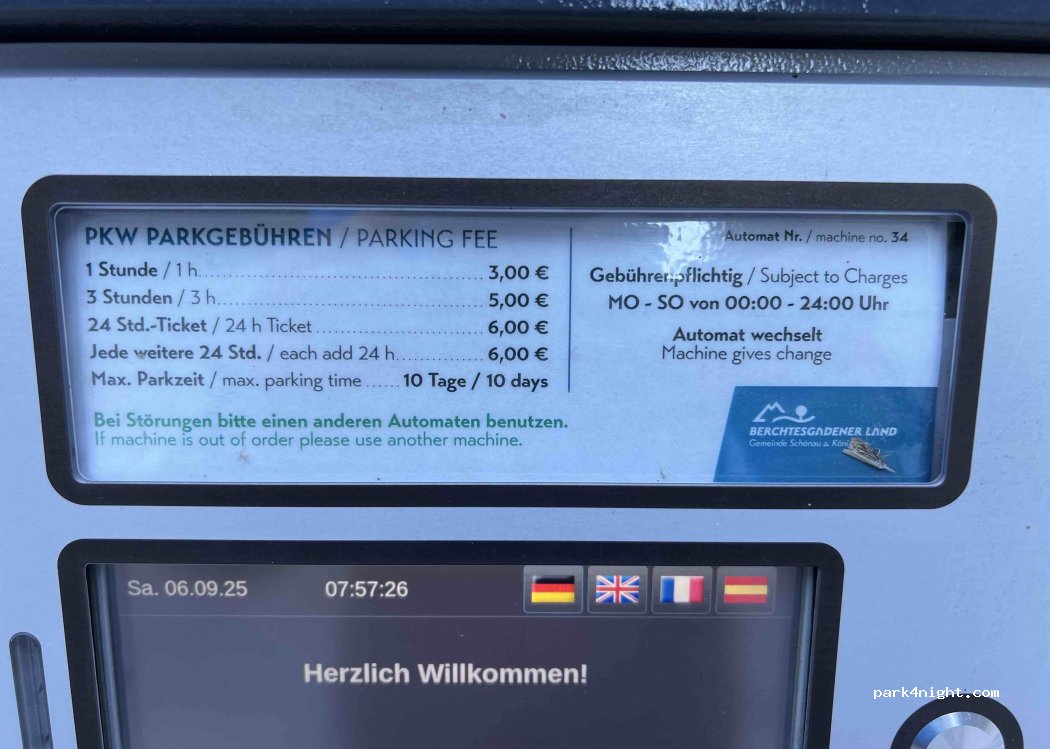 PKW PARKGEBÜHREN / PARKING FEE
1 Stunde / 1 h 3,00 €
3 Stunden / 3 h 5,00 €
24 Std.-Ticket / 24 h Ticket 6,00 €
Jede weitere 24 Std. / each add 24 h 6,00 €
Max. Parkzeit / max. parking time 10 Tage / 10 days
Bei Störungen bitte einen anderen Automaten benutzen.
If machine is out of order please use another machine.
Automat Nr. / machine no. 34
Gebührenpflichtig / Subject to Charges
MO - SO von 00:00 - 24:00 Uhr
Automat wechselt
Machine gives change
BERCHTESGADENER LAND
Gemeinde Schönau a.
Sa. 06.09.25 07:57:26
Herzlich Willkommen!
park4night.com